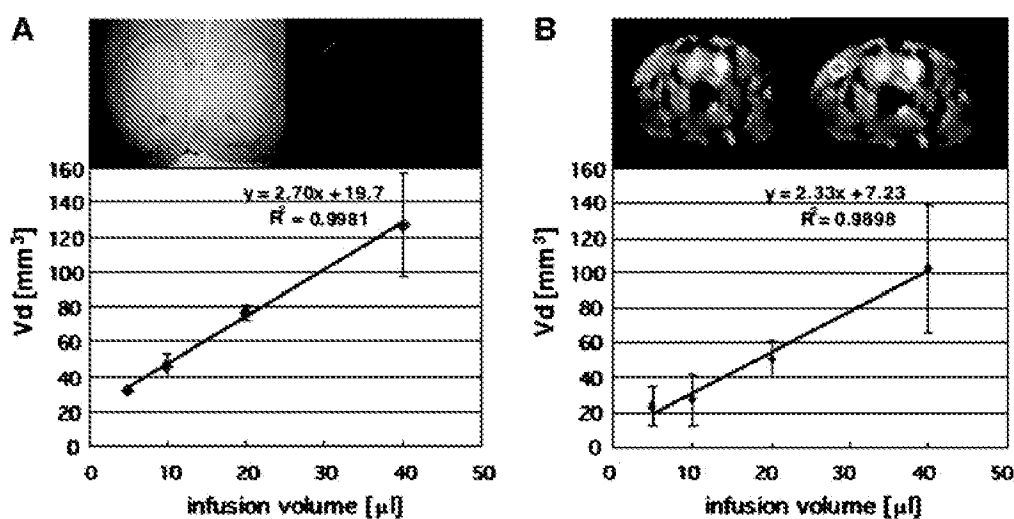 A
160
140
120
100
80
60
40
20
0
Vd [mm³]
y = 2.70x + 19.7
R² = 0.9981
0 10 20 30 40 50
infusion volume [µl]
B
160
140
120
100
80
60
40
20
0
Vd [mm³]
y = 2.33x + 7.23
R² = 0.9898
0 10 20 30 40 50
infusion volume [µl]